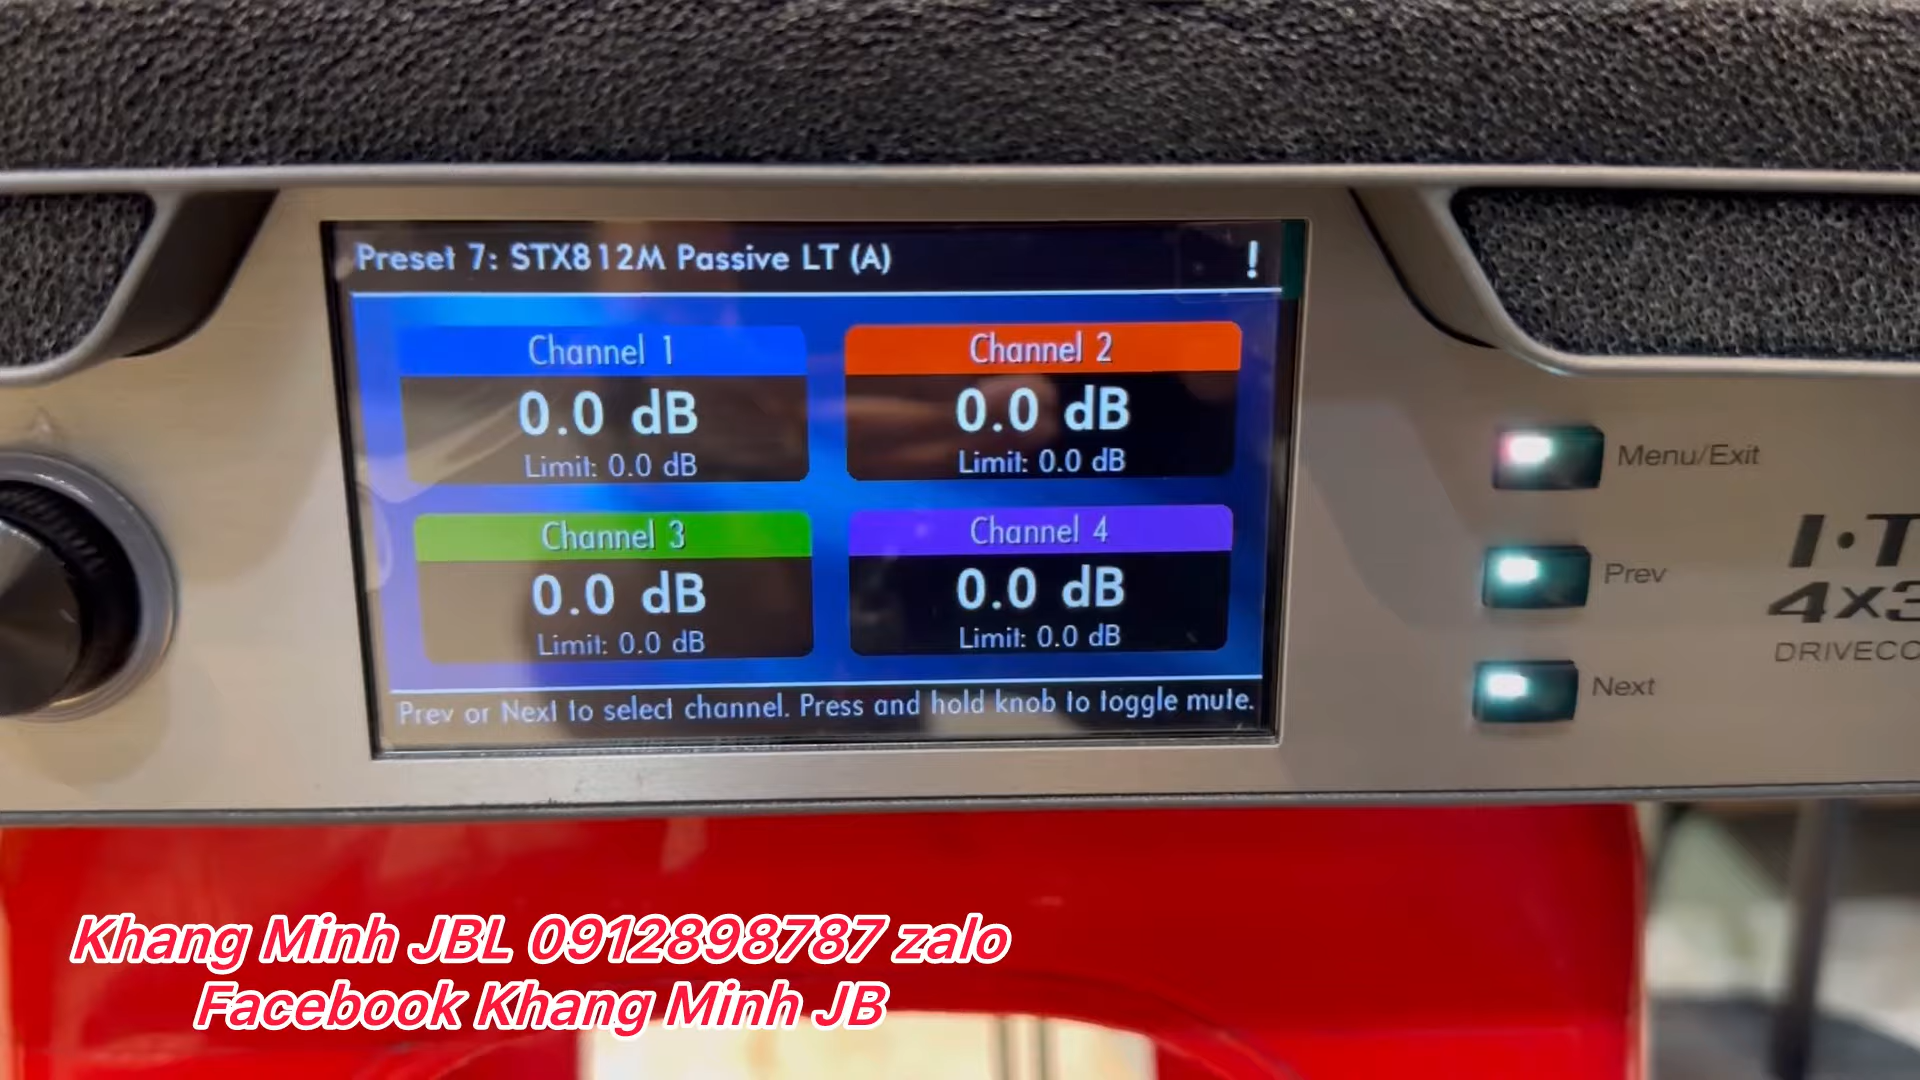 Preset 7: STX812M Passive LT (A) !
Channel 1
0.0 dB
Limit: 0.0 dB
Channel 2
0.0 dB
Limit: 0.0 dB
Channel 3
0.0 dB
Limit: 0.0 dB
Channel 4
0.0 dB
Limit: 0.0 dB
Prev or Next to select channel. Press and hold knob to toggle mute.
Menu/Exit
Prev
Next
I·T
4x3
DRIVECO
Khang Minh JBL 0912898787 zalo
Facebook Khang Minh JB